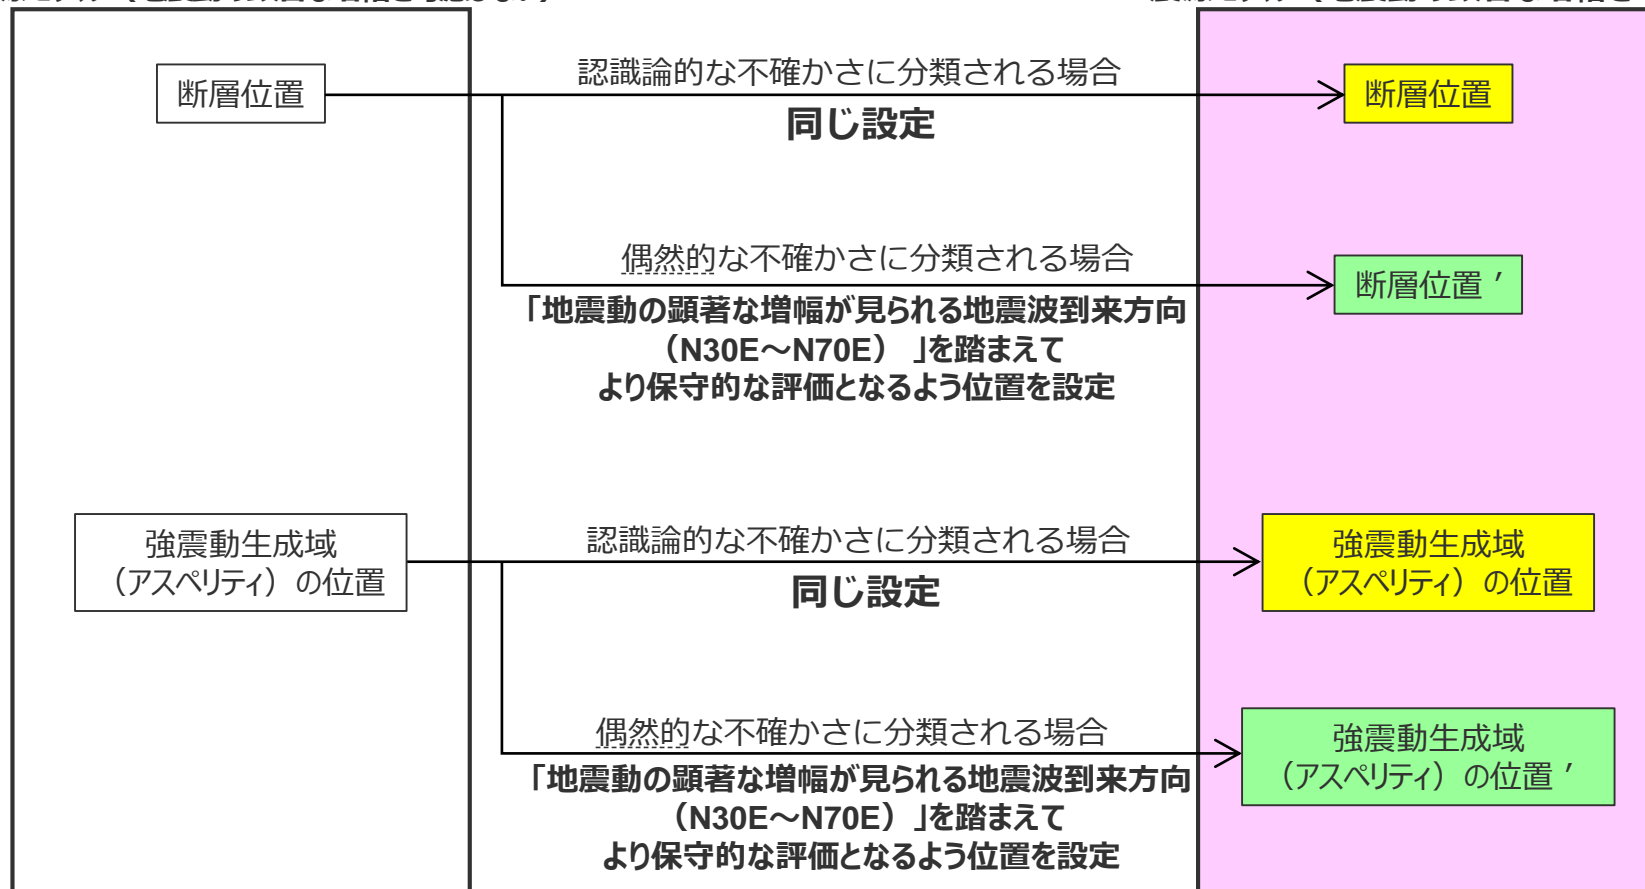 断層位置
認識論的な不確かさに分類される場合
同じ設定
断層位置
偶然的な不確かさに分類される場合
断層位置 ′
「地震動の顕著な増幅が見られる地震波到来方向
（N30E～N70E） 」を踏まえて
より保守的な評価となるよう位置を設定
強震動生成域
（アスペリティ）の位置
認識論的な不確かさに分類される場合
同じ設定
強震動生成域
（アスペリティ）の位置
偶然的な不確かさに分類される場合
強震動生成域
（アスペリティ）の位置 ′
「地震動の顕著な増幅が見られる地震波到来方向
（N30E～N70E）」を踏まえて
より保守的な評価となるよう位置を設定